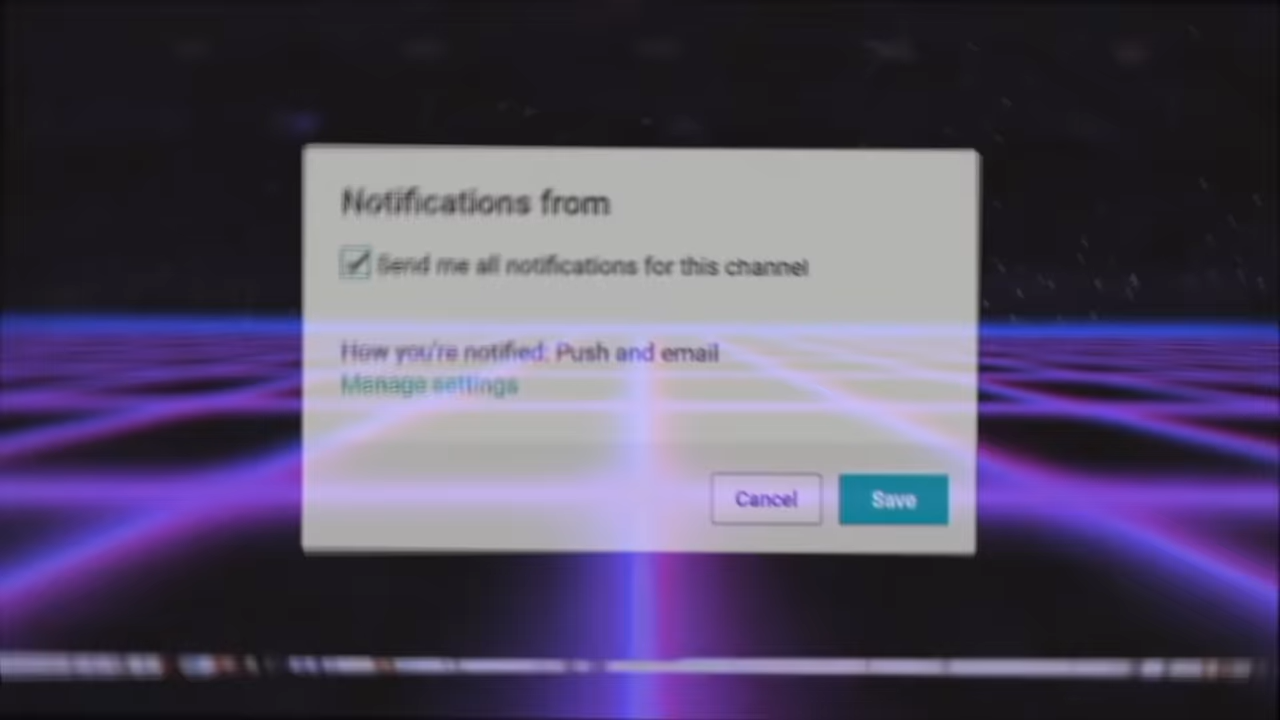 Notifications from
Send me all notifications for this channel
How you're notified: Push and email
Manage settings
Cancel
Save